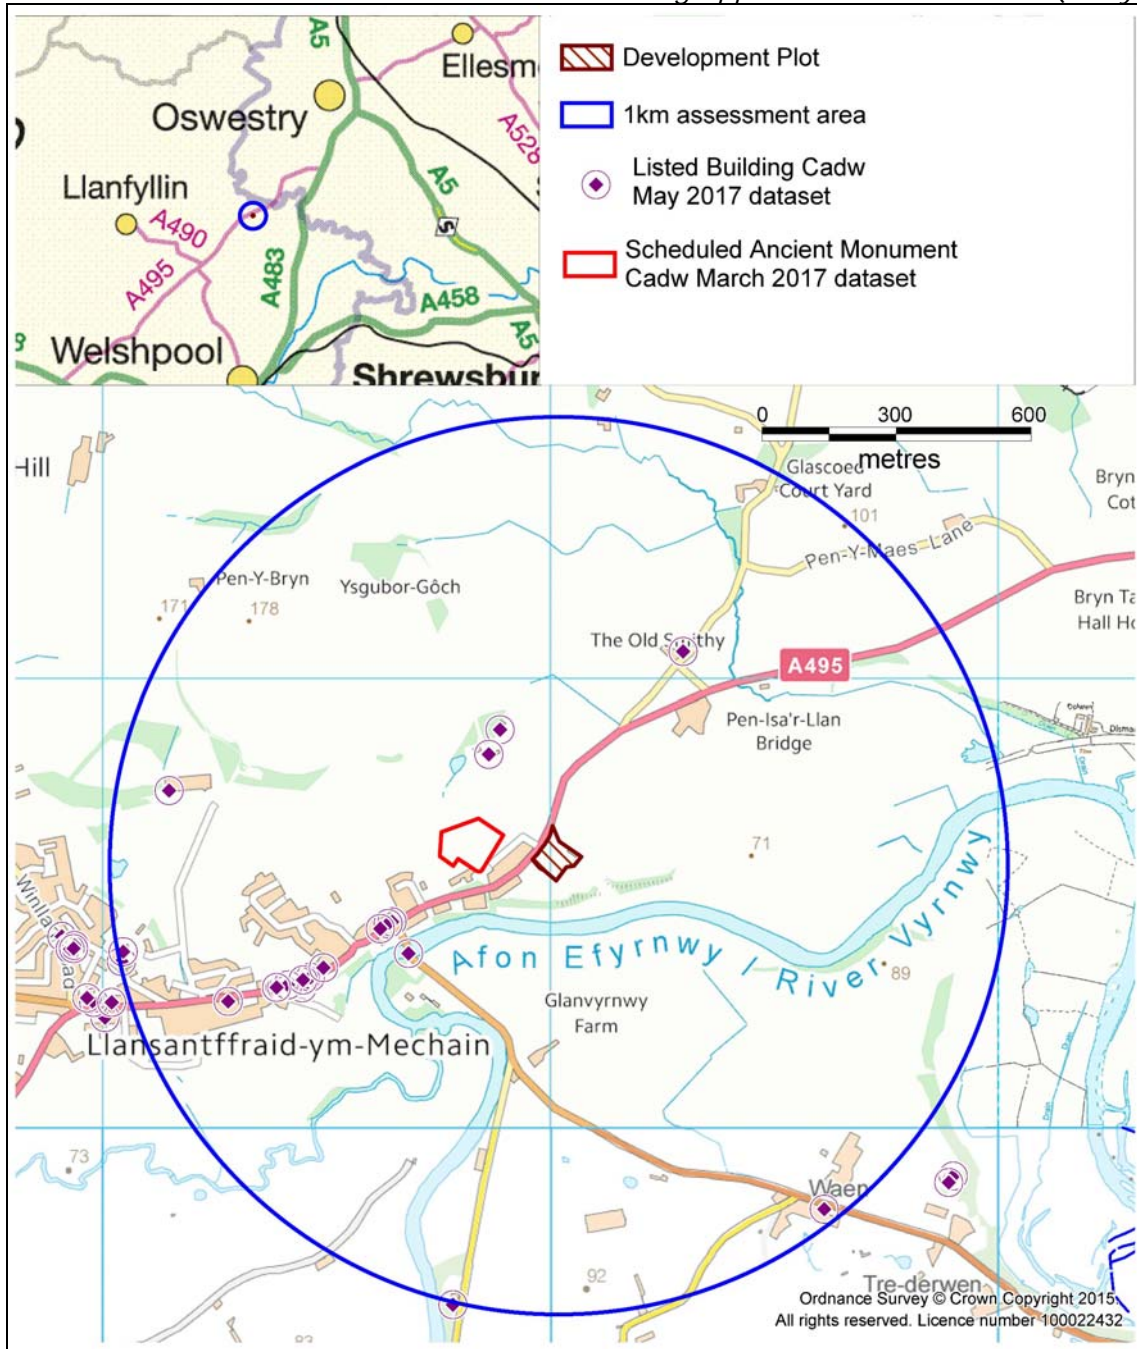 A5
Ellesm
Oswestry
A528
Llanfyllin
A490
A5
A495
A483
A458
A5
Welshpool
Shrewsbur
Development Plot
1km assessment area
Listed Building Cadw
May 2017 dataset
Scheduled Ancient Monument
Cadw March 2017 dataset
0 300 600
metres
Hill
Glascoed
Court Yard
Bryn
Cot
101
Pen-Y-Maes-Lane
Pen-Y-Bryn
Ysgubor-Gôch
171
178
Bryn Ta
Hall Ho
The Old Smithy
A495
Pen-Isa'r-Llan
Bridge
Drain
71
Afon Efyrnwy / River Vyrnwy
89
Glanvyrnwy
Farm
Llansantffraid-ym-Mechain
Drain
Drain
73
Waen
92
Tre-derwen
83
Ordnance Survey © Crown Copyright 2015.
All rights reserved. Licence number 100022432